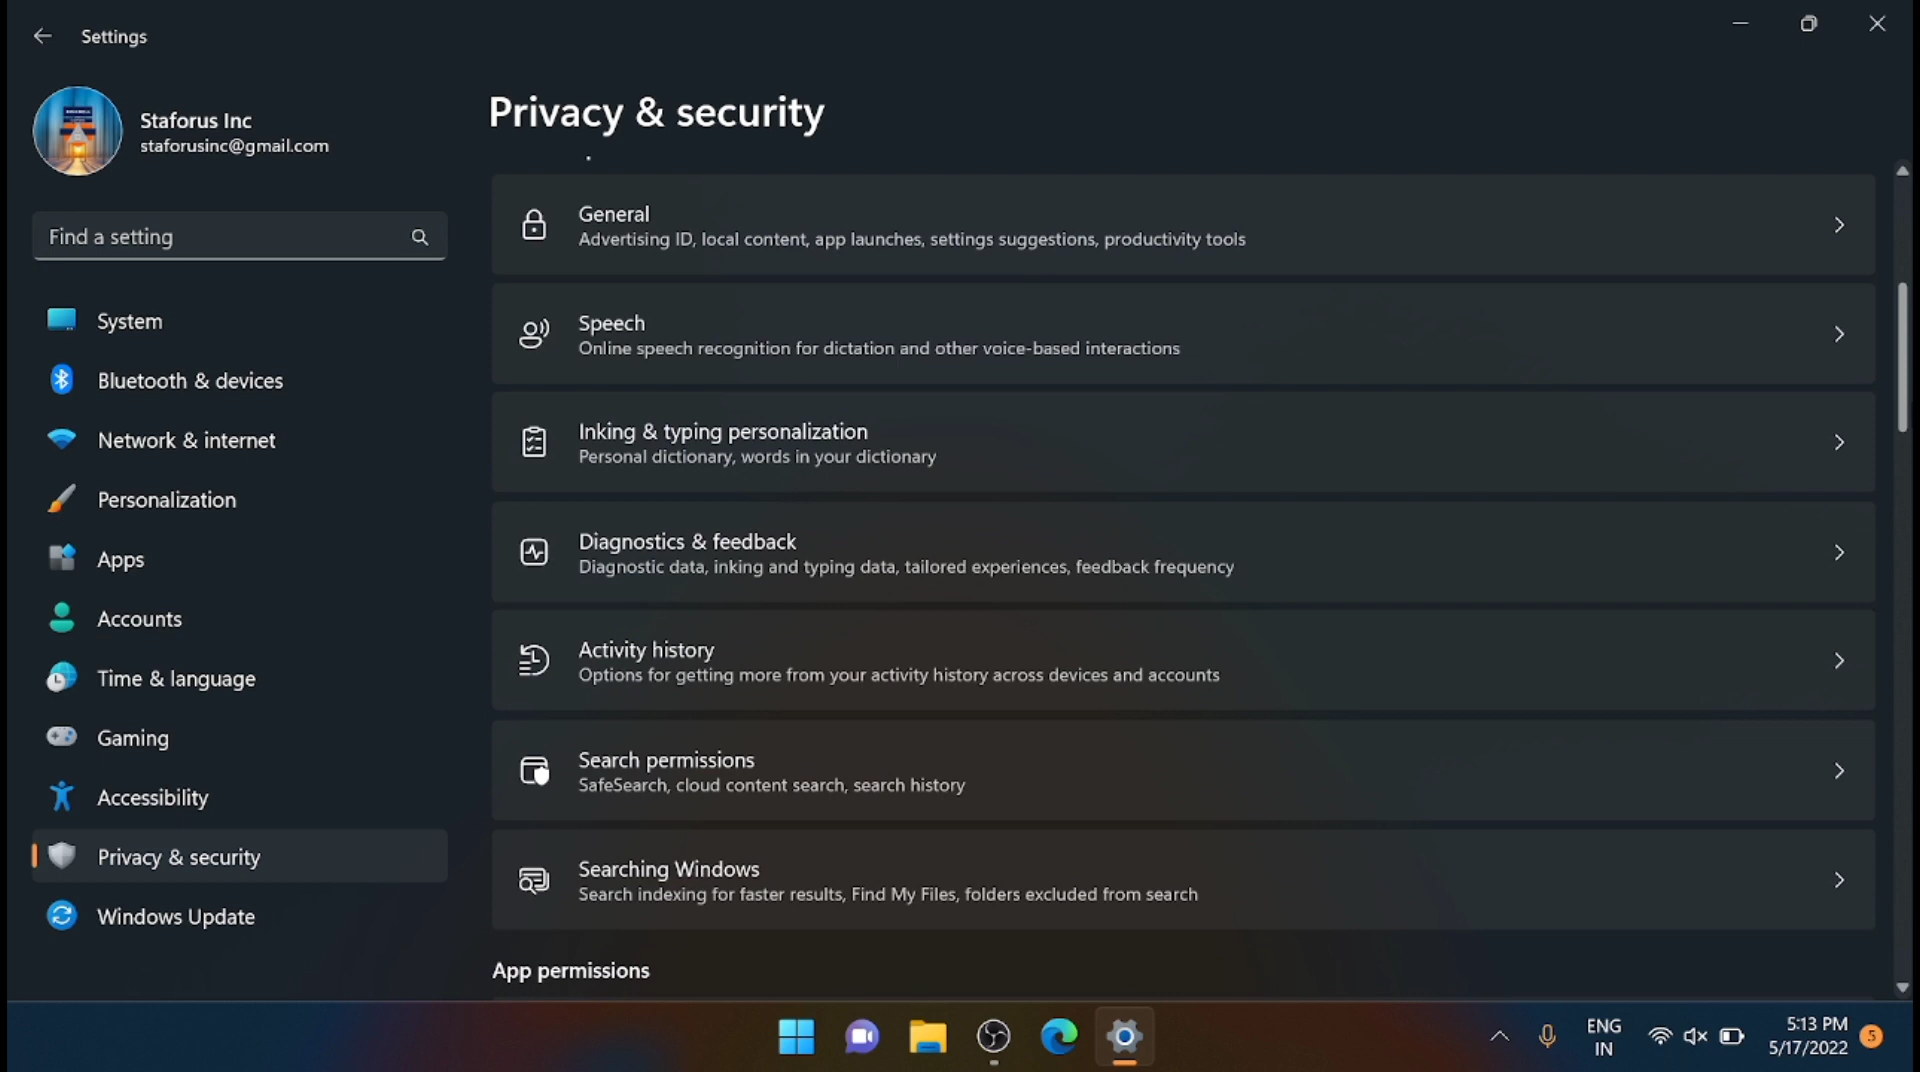 Settings
Staforus Inc
staforusinc@gmail.com
Find a setting
System
Bluetooth & devices
Network & internet
Personalization
Apps
Accounts
Time & language
Gaming
Accessibility
Privacy & security
Windows Update
Privacy & security
General
Advertising ID, local content, app launches, settings suggestions, productivity tools
Speech
Online speech recognition for dictation and other voice-based interactions
Inking & typing personalization
Personal dictionary, words in your dictionary
Diagnostics & feedback
Diagnostic data, inking and typing data, tailored experiences, feedback frequency
Activity history
Options for getting more from your activity history across devices and accounts
Search permissions
SafeSearch, cloud content search, search history
Searching Windows
Search indexing for faster results, Find My Files, folders excluded from search
App permissions
ENG
IN
5:13 PM
5/17/2022
5